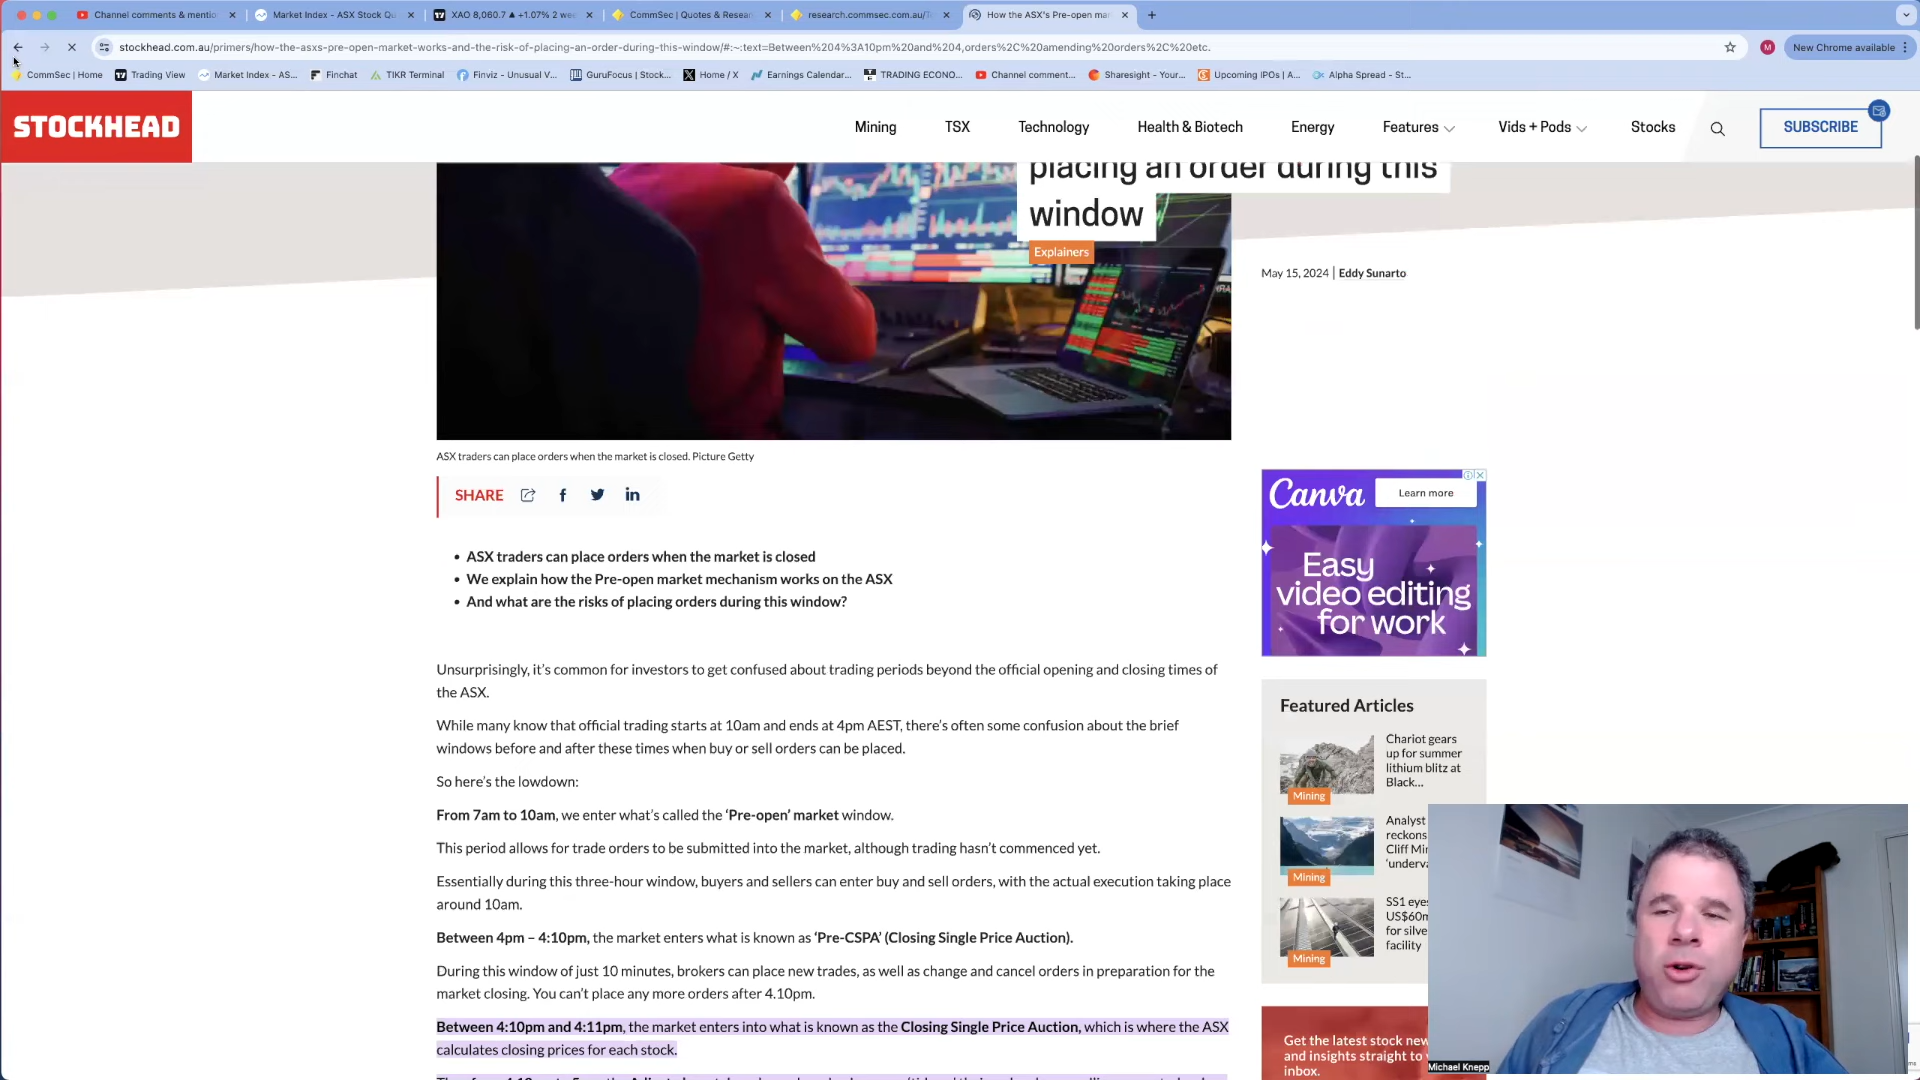 Channel comments & mentio
Market Index - ASX Stock Qu
XAO 8,060.7 ▲ +1.07% 2 wee
CommSec | Quotes & Resear
research.commsec.com.au/
How the ASX's Pre-open mar
stockhead.com.au/primers/how-the-asxs-pre-open-market-works-and-the-risk-of-placing-an-order-during-this-window/#:~:text=Between%204%3A10pm%20and%204,orders%2C%20amending%20orders%2C%20etc.
M
New Chrome available
CommSec | Home
Trading View
Market Index - AS...
Finchat
TIKR Terminal
Finviz - Unusual V...
GuruFocus | Stock...
Home / X
Earnings Calendar...
TRADING ECONO...
Channel comment...
Sharesight - Your...
Upcoming IPOs | A...
Alpha Spread - St...
STOCKHEAD
Mining
TSX
Technology
Health & Biotech
Energy
Features
Vids + Pods
Stocks
SUBSCRIBE
placing an order during this
window
Explainers
May 15, 2024 | Eddy Sunarto
ASX traders can place orders when the market is closed. Picture Getty
SHARE
• ASX traders can place orders when the market is closed
• We explain how the Pre-open market mechanism works on the ASX
• And what are the risks of placing orders during this window?
Unsurprisingly, it's common for investors to get confused about trading periods beyond the official opening and closing times of
the ASX.
While many know that official trading starts at 10am and ends at 4pm AEST, there's often some confusion about the brief
windows before and after these times when buy or sell orders can be placed.
So here's the lowdown:
From 7am to 10am, we enter what's called the 'Pre-open' market window.
This period allows for trade orders to be submitted into the market, although trading hasn't commenced yet.
Essentially during this three-hour window, buyers and sellers can enter buy and sell orders, with the actual execution taking place
around 10am.
Between 4pm – 4:10pm, the market enters what is known as 'Pre-CSPA' (Closing Single Price Auction).
During this window of just 10 minutes, brokers can place new trades, as well as change and cancel orders in preparation for the
market closing. You can't place any more orders after 4.10pm.
Between 4:10pm and 4:11pm, the market enters into what is known as the Closing Single Price Auction, which is where the ASX
calculates closing prices for each stock.
Canva
Learn more
Easy
video editing
for work
Featured Articles
Chariot gears
up for summer
lithium blitz at
Black...
Mining
Analyst
reckons
Cliff Mi
'underva
Mining
SS1 eyes
US$60m
for silve
facility
Mining
Get the latest stock new
and insights straight to
inbox.
Michael Knepp